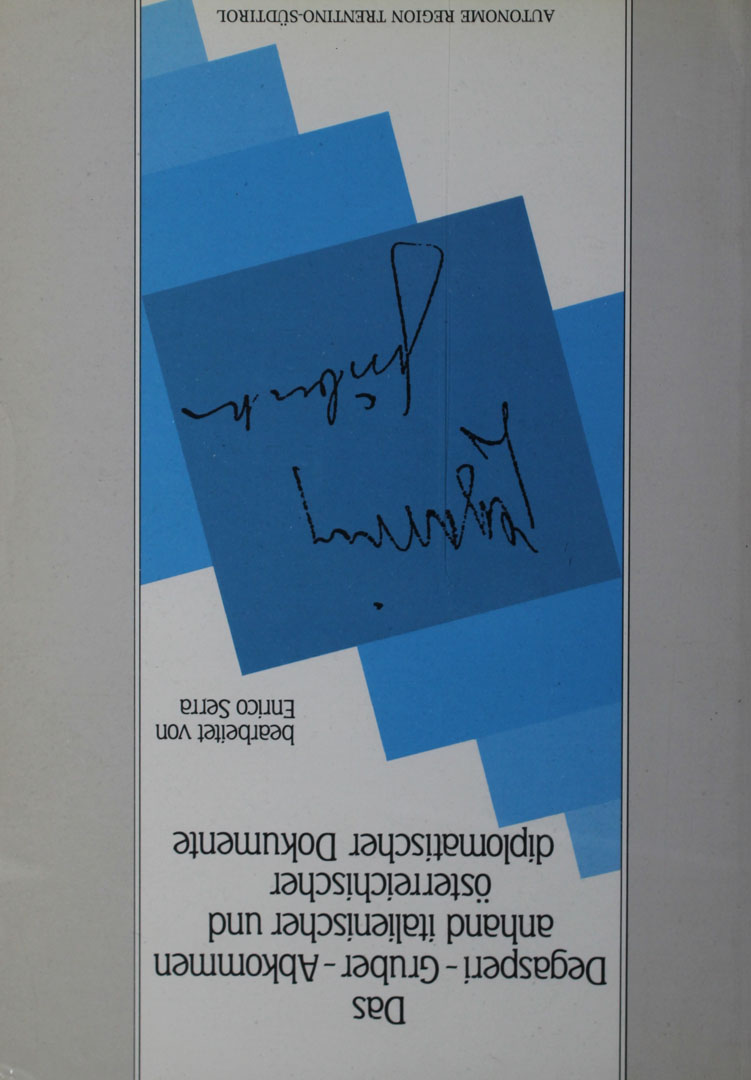 Das
Degasperi - Gruber - Abkommen
anhand italienischer und
österreichischer
diplomatischer Dokumente
bearbeitet von
Enrico Serra
AUTONOME REGION TRENTINO-SÜDTIROL